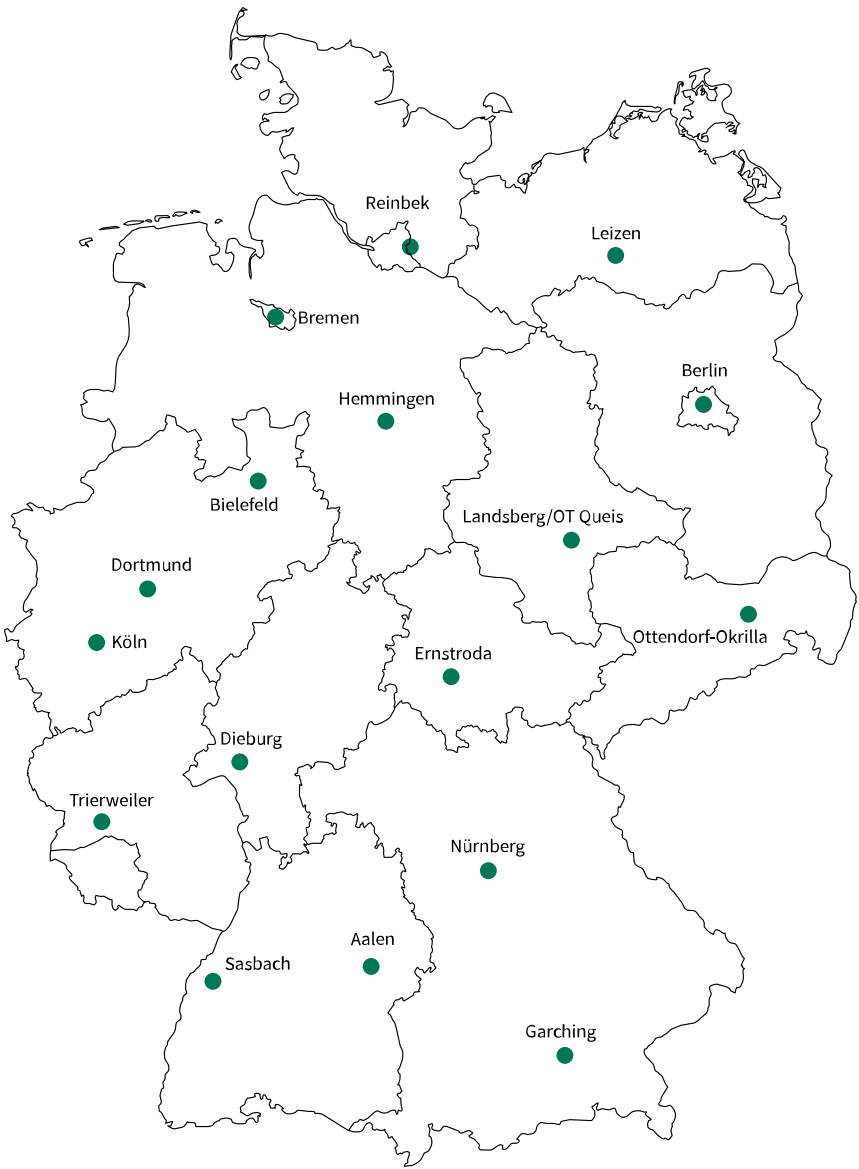 Reinbek
Leizen
Bremen
Berlin
Hemmingen
Bielefeld
Landsberg/OT Queis
Dortmund
Ottendorf-Okrilla
Köln
Ernstroda
Dieburg
Trierweiler
Nürnberg
Aalen
Sasbach
Garching